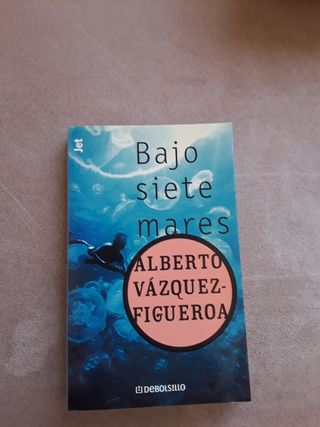 Jet
Bajo
siete
mares
ALBERTO
VÁZQUEZ-
FIGUEROA
DEBOLSILLO